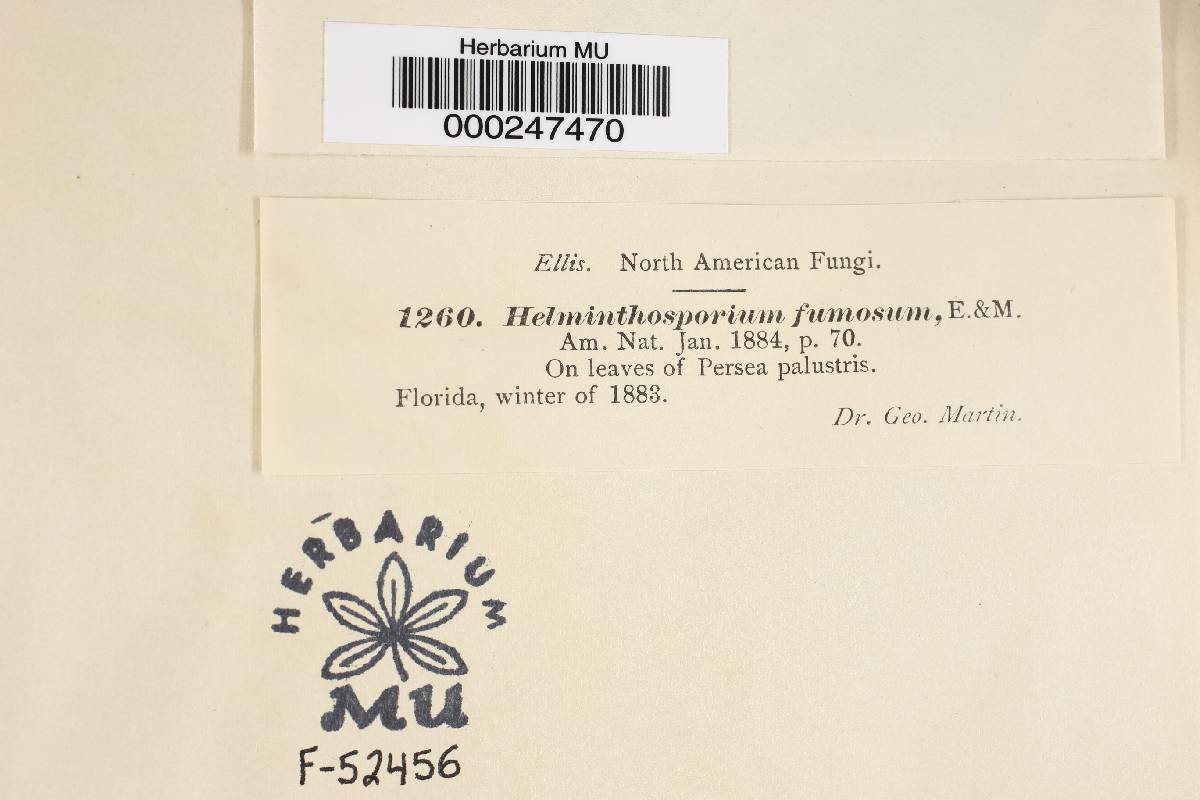 Herbarium MU
000247470
Ellis. North American Fungi.
1260. Helminthosporium fumosum, E.&M.
Am. Nat. Jan. 1884, p. 70.
On leaves of Persea palustris.
Florida, winter of 1883.
Dr. Geo. Martin.
HERBARIUM
MU
F-52456